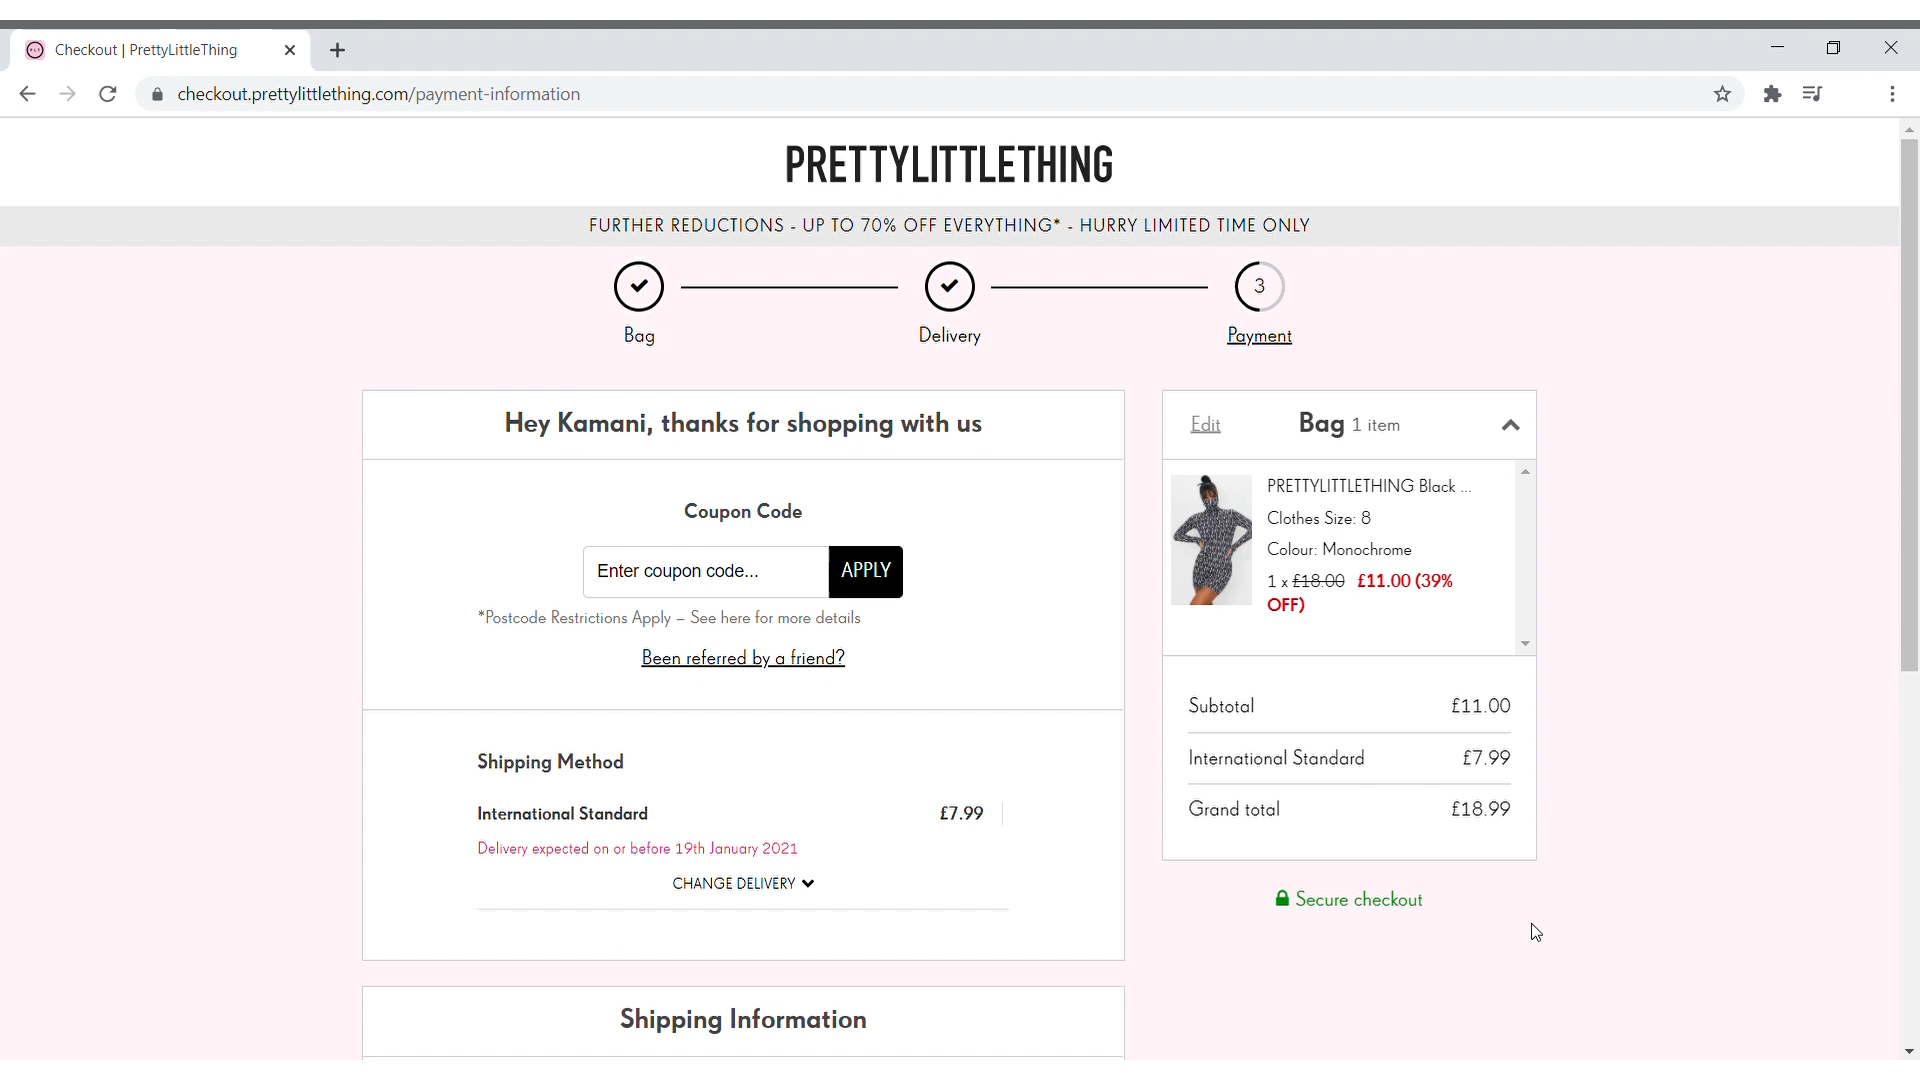 Checkout | PrettyLittleThing
checkout.prettylittlething.com/payment-information
PRETTYLITTLETHING
FURTHER REDUCTIONS - UP TO 70% OFF EVERYTHING* - HURRY LIMITED TIME ONLY
3
Bag
Delivery
Payment
Hey Kamani, thanks for shopping with us
Coupon Code
Enter coupon code...
APPLY
*Postcode Restrictions Apply – See here for more details
Been referred by a friend?
Shipping Method
International Standard £7.99
Delivery expected on or before 19th January 2021
CHANGE DELIVERY
Shipping Information
Edit
Bag 1 item
PRETTYLITTLETHING Black ...
Clothes Size: 8
Colour: Monochrome
1 x £18.00 £11.00 (39%
OFF)
Subtotal £11.00
International Standard £7.99
Grand total £18.99
Secure checkout